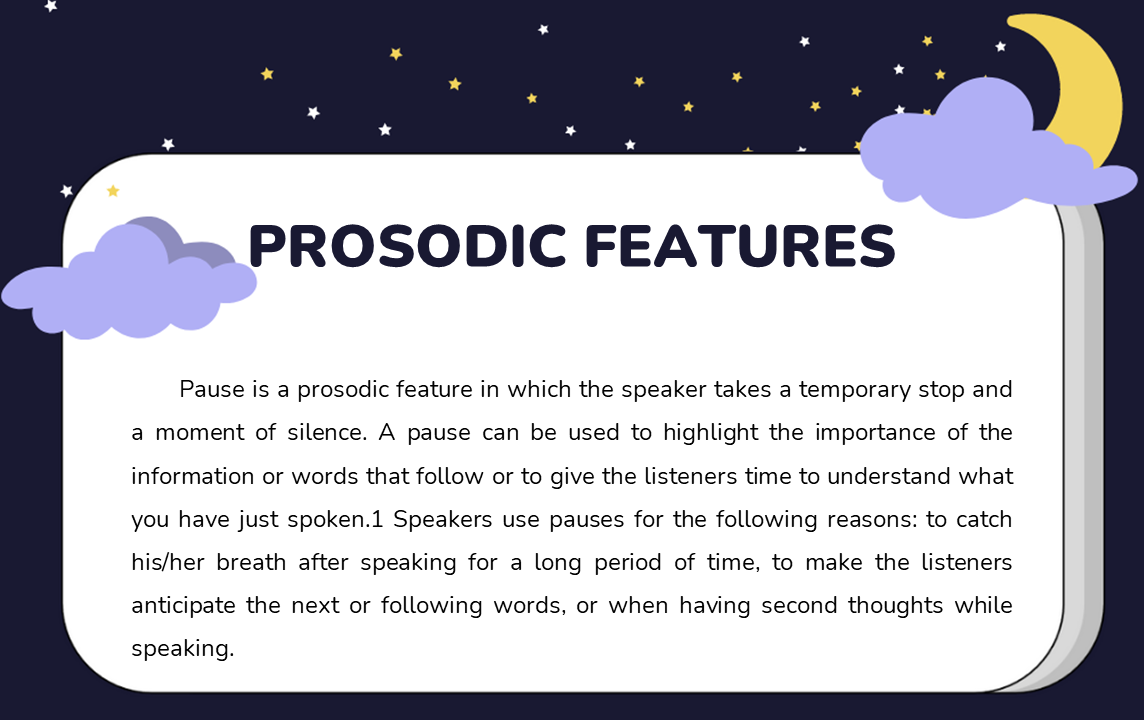 PROSODIC FEATURES
Pause is a prosodic feature in which the speaker takes a temporary stop and
a moment of silence. A pause can be used to highlight the importance of the
information or words that follow or to give the listeners time to understand what
you have just spoken.1 Speakers use pauses for the following reasons: to catch
his/her breath after speaking for a long period of time, to make the listeners
anticipate the next or following words, or when having second thoughts while
speaking.